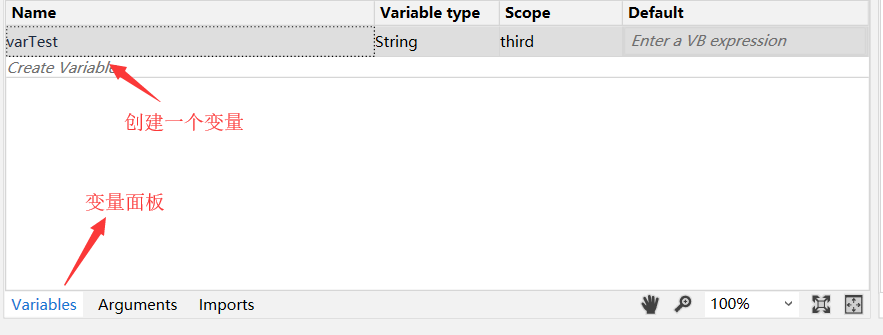 Name Variable type Scope Default
varTest String third Enter a VB expression
Create Variable
创建一个变量
变量面板
Variables Arguments Imports 100%